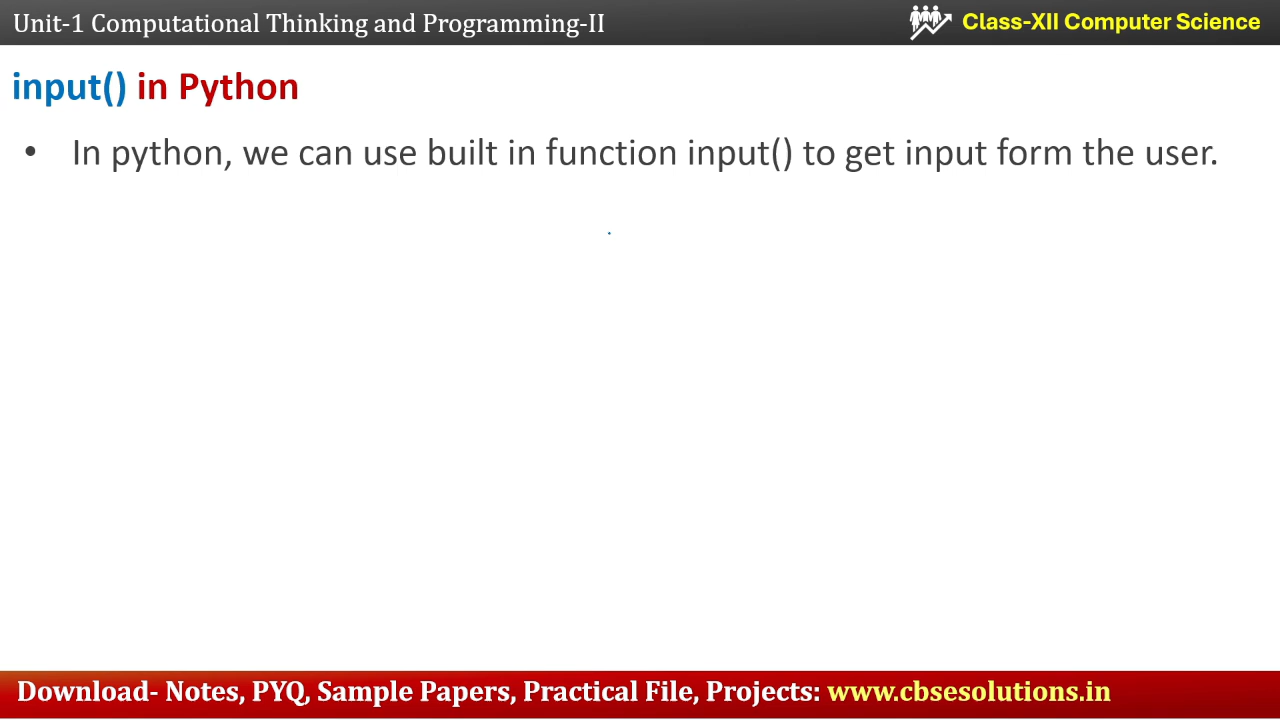 Unit-1 Computational Thinking and Programming-II
Class-XII Computer Science
input() in Python
• In python, we can use built in function input() to get input form the user.
Download- Notes, PYQ, Sample Papers, Practical File, Projects: www.cbsesolutions.in